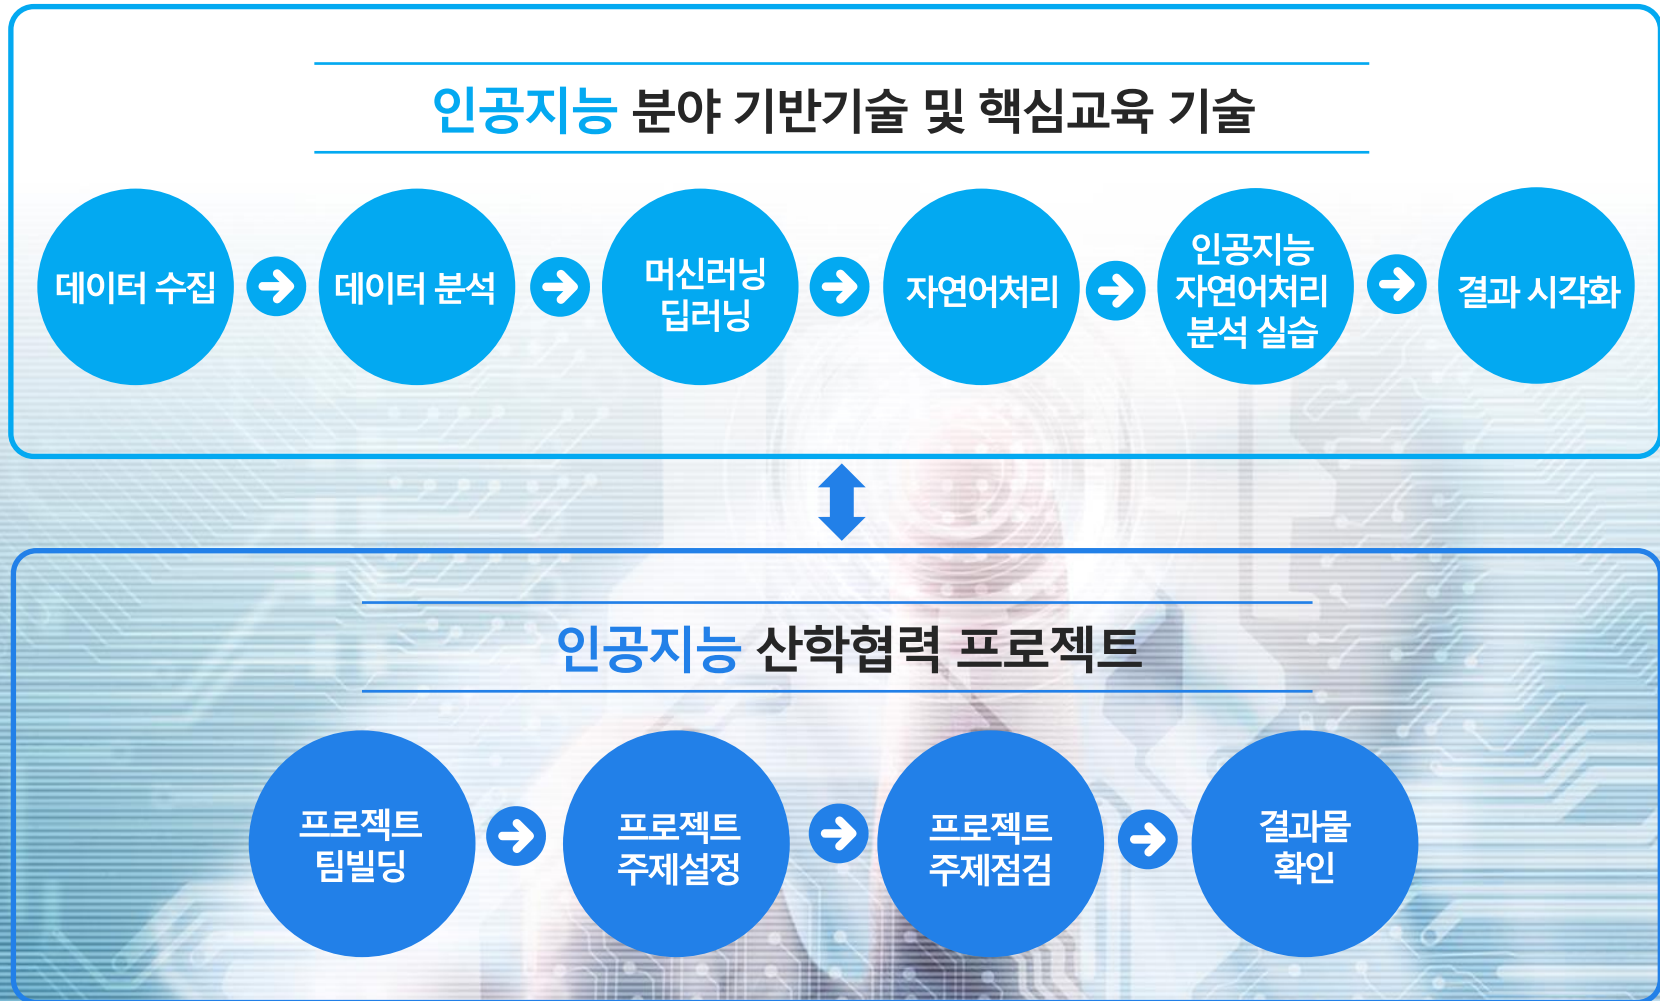 인공지능 분야 기반기술 및 핵심교육 기술
데이터 수집
데이터 분석
머신러닝
딥러닝
자연어처리
인공지능
자연어처리
분석 실습
결과 시각화
인공지능 산학협력 프로젝트
프로젝트
팀빌딩
프로젝트
주제설정
프로젝트
주제점검
결과물
확인